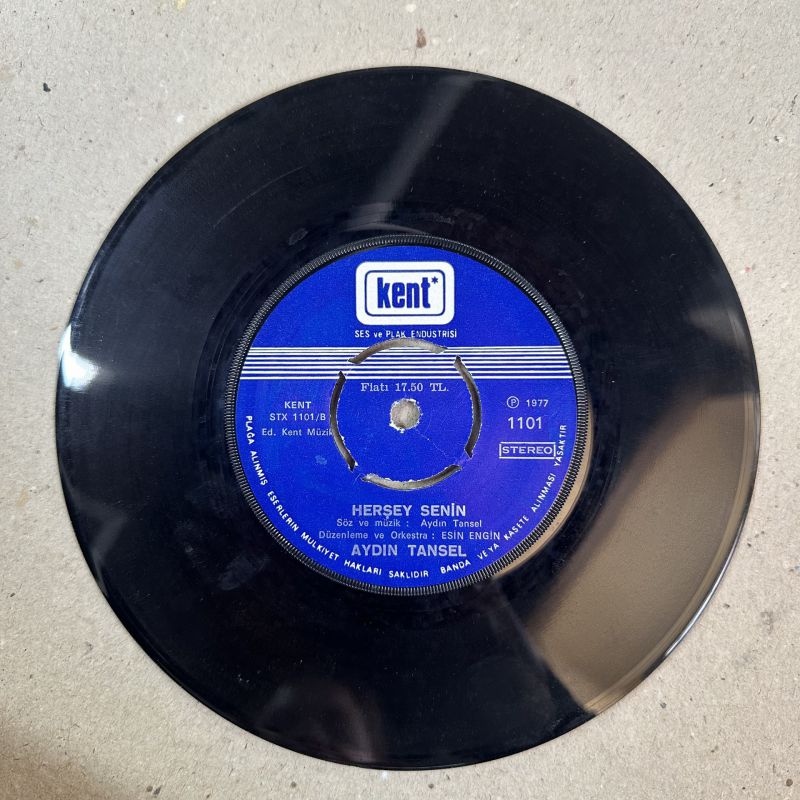 kent*
SES ve PLAK ENDÜSTRİSİ
Fiatı 17.50 TL.
KENT
STX 1101/B
Ed. Kent Müzik
Ⓟ 1977
1101
STEREO
HERŞEY SENİN
Söz ve müzik : Aydın Tansel
Düzenleme ve Orkestra : ESİN ENGİN
AYDIN TANSEL
PLAĞA ALINMIŞ ESERLERİN MÜLKİYET HAKLARI SAKLIDIR BANDA VEYA KASETE ALINMASI YASAKTIR